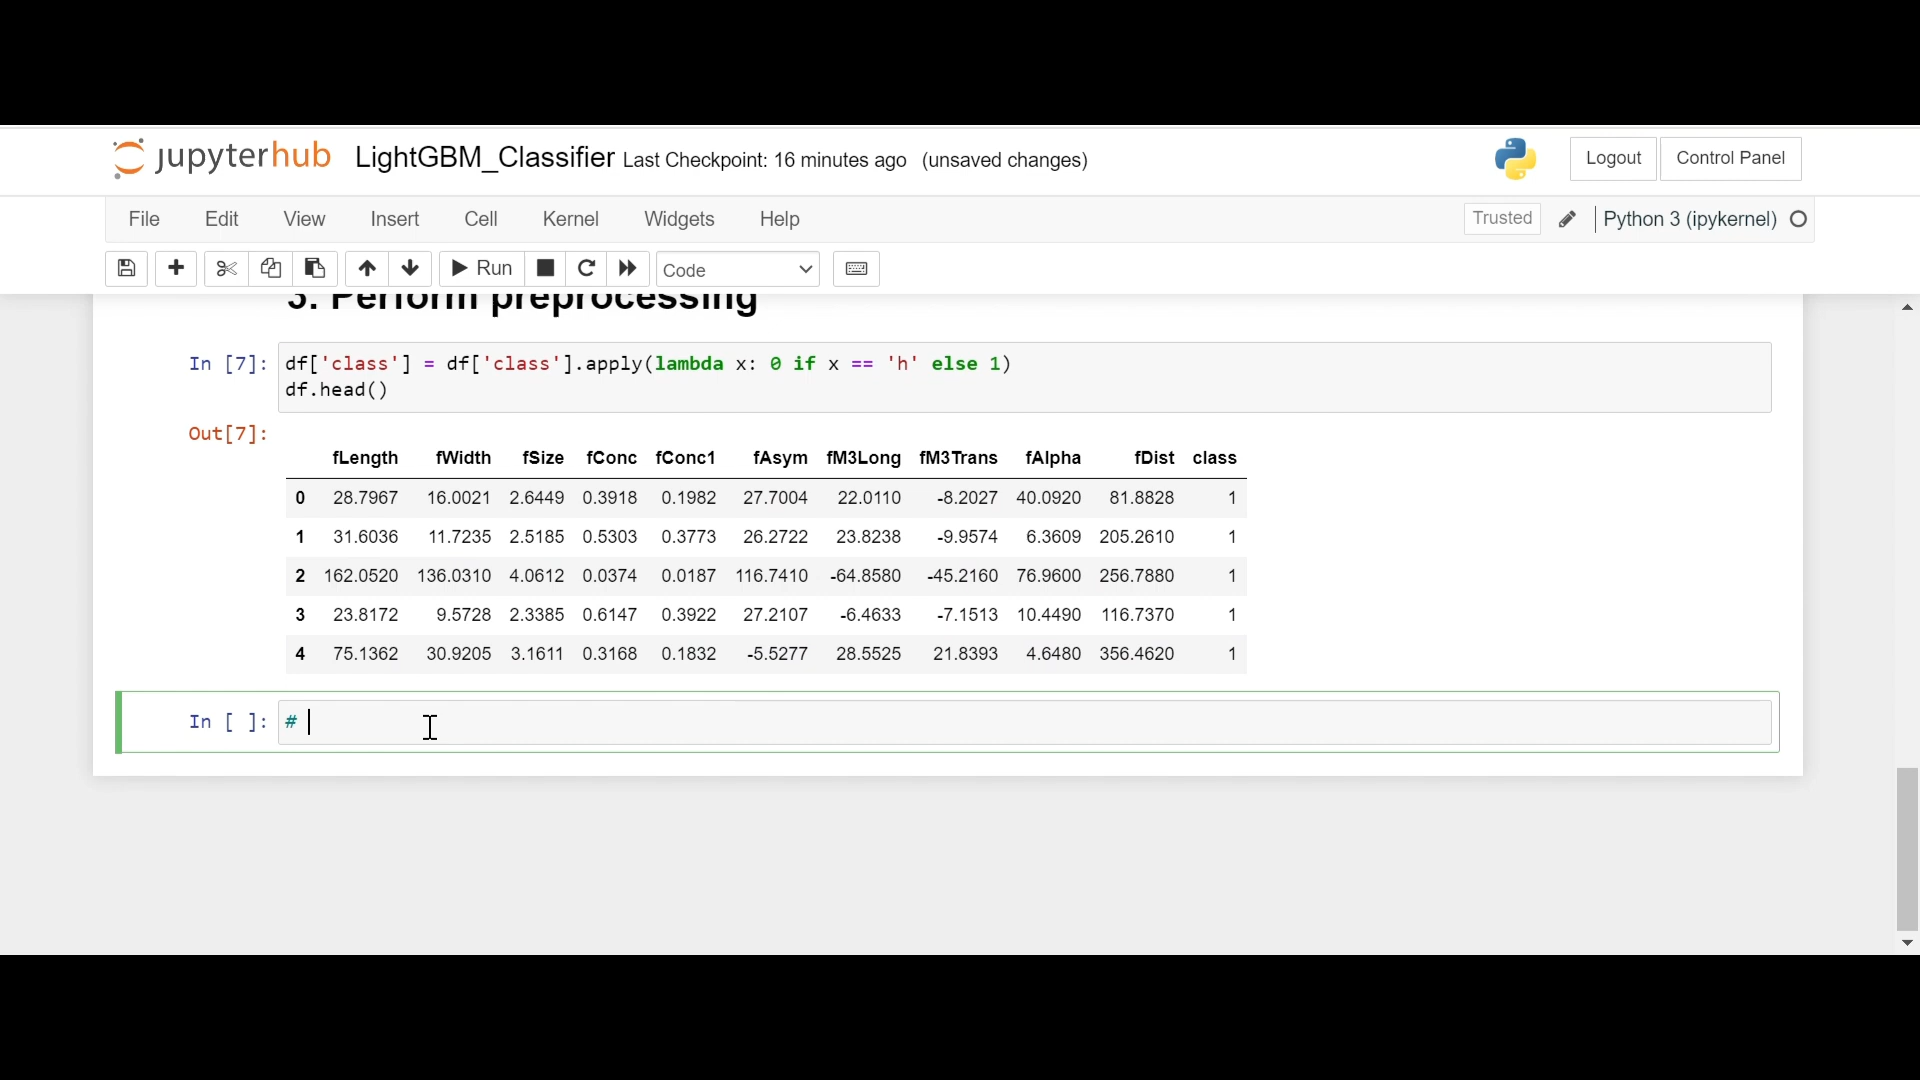 jupyterhub LightGBM_Classifier Last Checkpoint: 16 minutes ago (unsaved changes) Logout Control Panel
File Edit View Insert Cell Kernel Widgets Help Trusted Python 3 (ipykernel)
Run Code
3. Perform preprocessing
In [7]: df['class'] = df['class'].apply(lambda x: 0 if x == 'h' else 1)
df.head()
Out[7]:
fLength fWidth fSize fConc fConc1 fAsym fM3Long fM3Trans fAlpha fDist class
0 28.7967 16.0021 2.6449 0.3918 0.1982 27.7004 22.0110 -8.2027 40.0920 81.8828 1
1 31.6036 11.7235 2.5185 0.5303 0.3773 26.2722 23.8238 -9.9574 6.3609 205.2610 1
2 162.0520 136.0310 4.0612 0.0374 0.0187 116.7410 -64.8580 -45.2160 76.9600 256.7880 1
3 23.8172 9.5728 2.3385 0.6147 0.3922 27.2107 -6.4633 -7.1513 10.4490 116.7370 1
4 75.1362 30.9205 3.1611 0.3168 0.1832 -5.5277 28.5525 21.8393 4.6480 356.4620 1
In [ ]: #